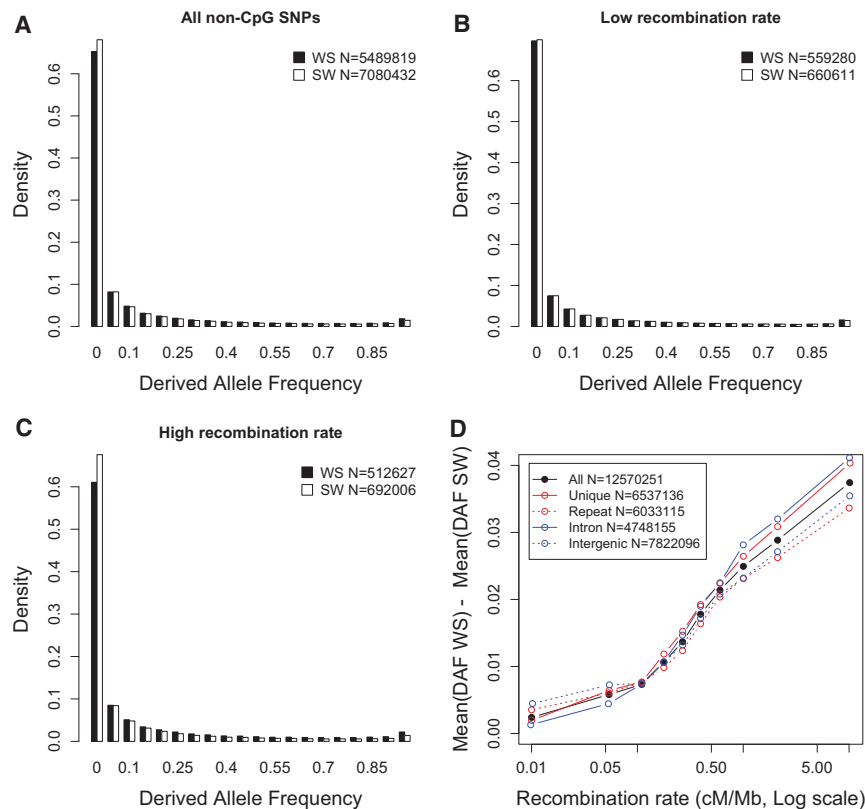 A
All non-CpG SNPs
WS N=5489819
SW N=7080432
Density
0.0 0.1 0.2 0.3 0.4 0.5 0.6
0 0.1 0.25 0.4 0.55 0.7 0.85
Derived Allele Frequency
B
Low recombination rate
WS N=559280
SW N=660611
Density
0.0 0.1 0.2 0.3 0.4 0.5 0.6
0 0.1 0.25 0.4 0.55 0.7 0.85
Derived Allele Frequency
C
High recombination rate
WS N=512627
SW N=692006
Density
0.0 0.1 0.2 0.3 0.4 0.5 0.6
0 0.1 0.25 0.4 0.55 0.7 0.85
Derived Allele Frequency
D
All N=12570251
Unique N=6537136
Repeat N=6033115
Intron N=4748155
Intergenic N=7822096
Mean(DAF WS) - Mean(DAF SW)
0.00 0.01 0.02 0.03 0.04
0.01 0.05 0.50 5.00
Recombination rate (cM/Mb, Log scale)